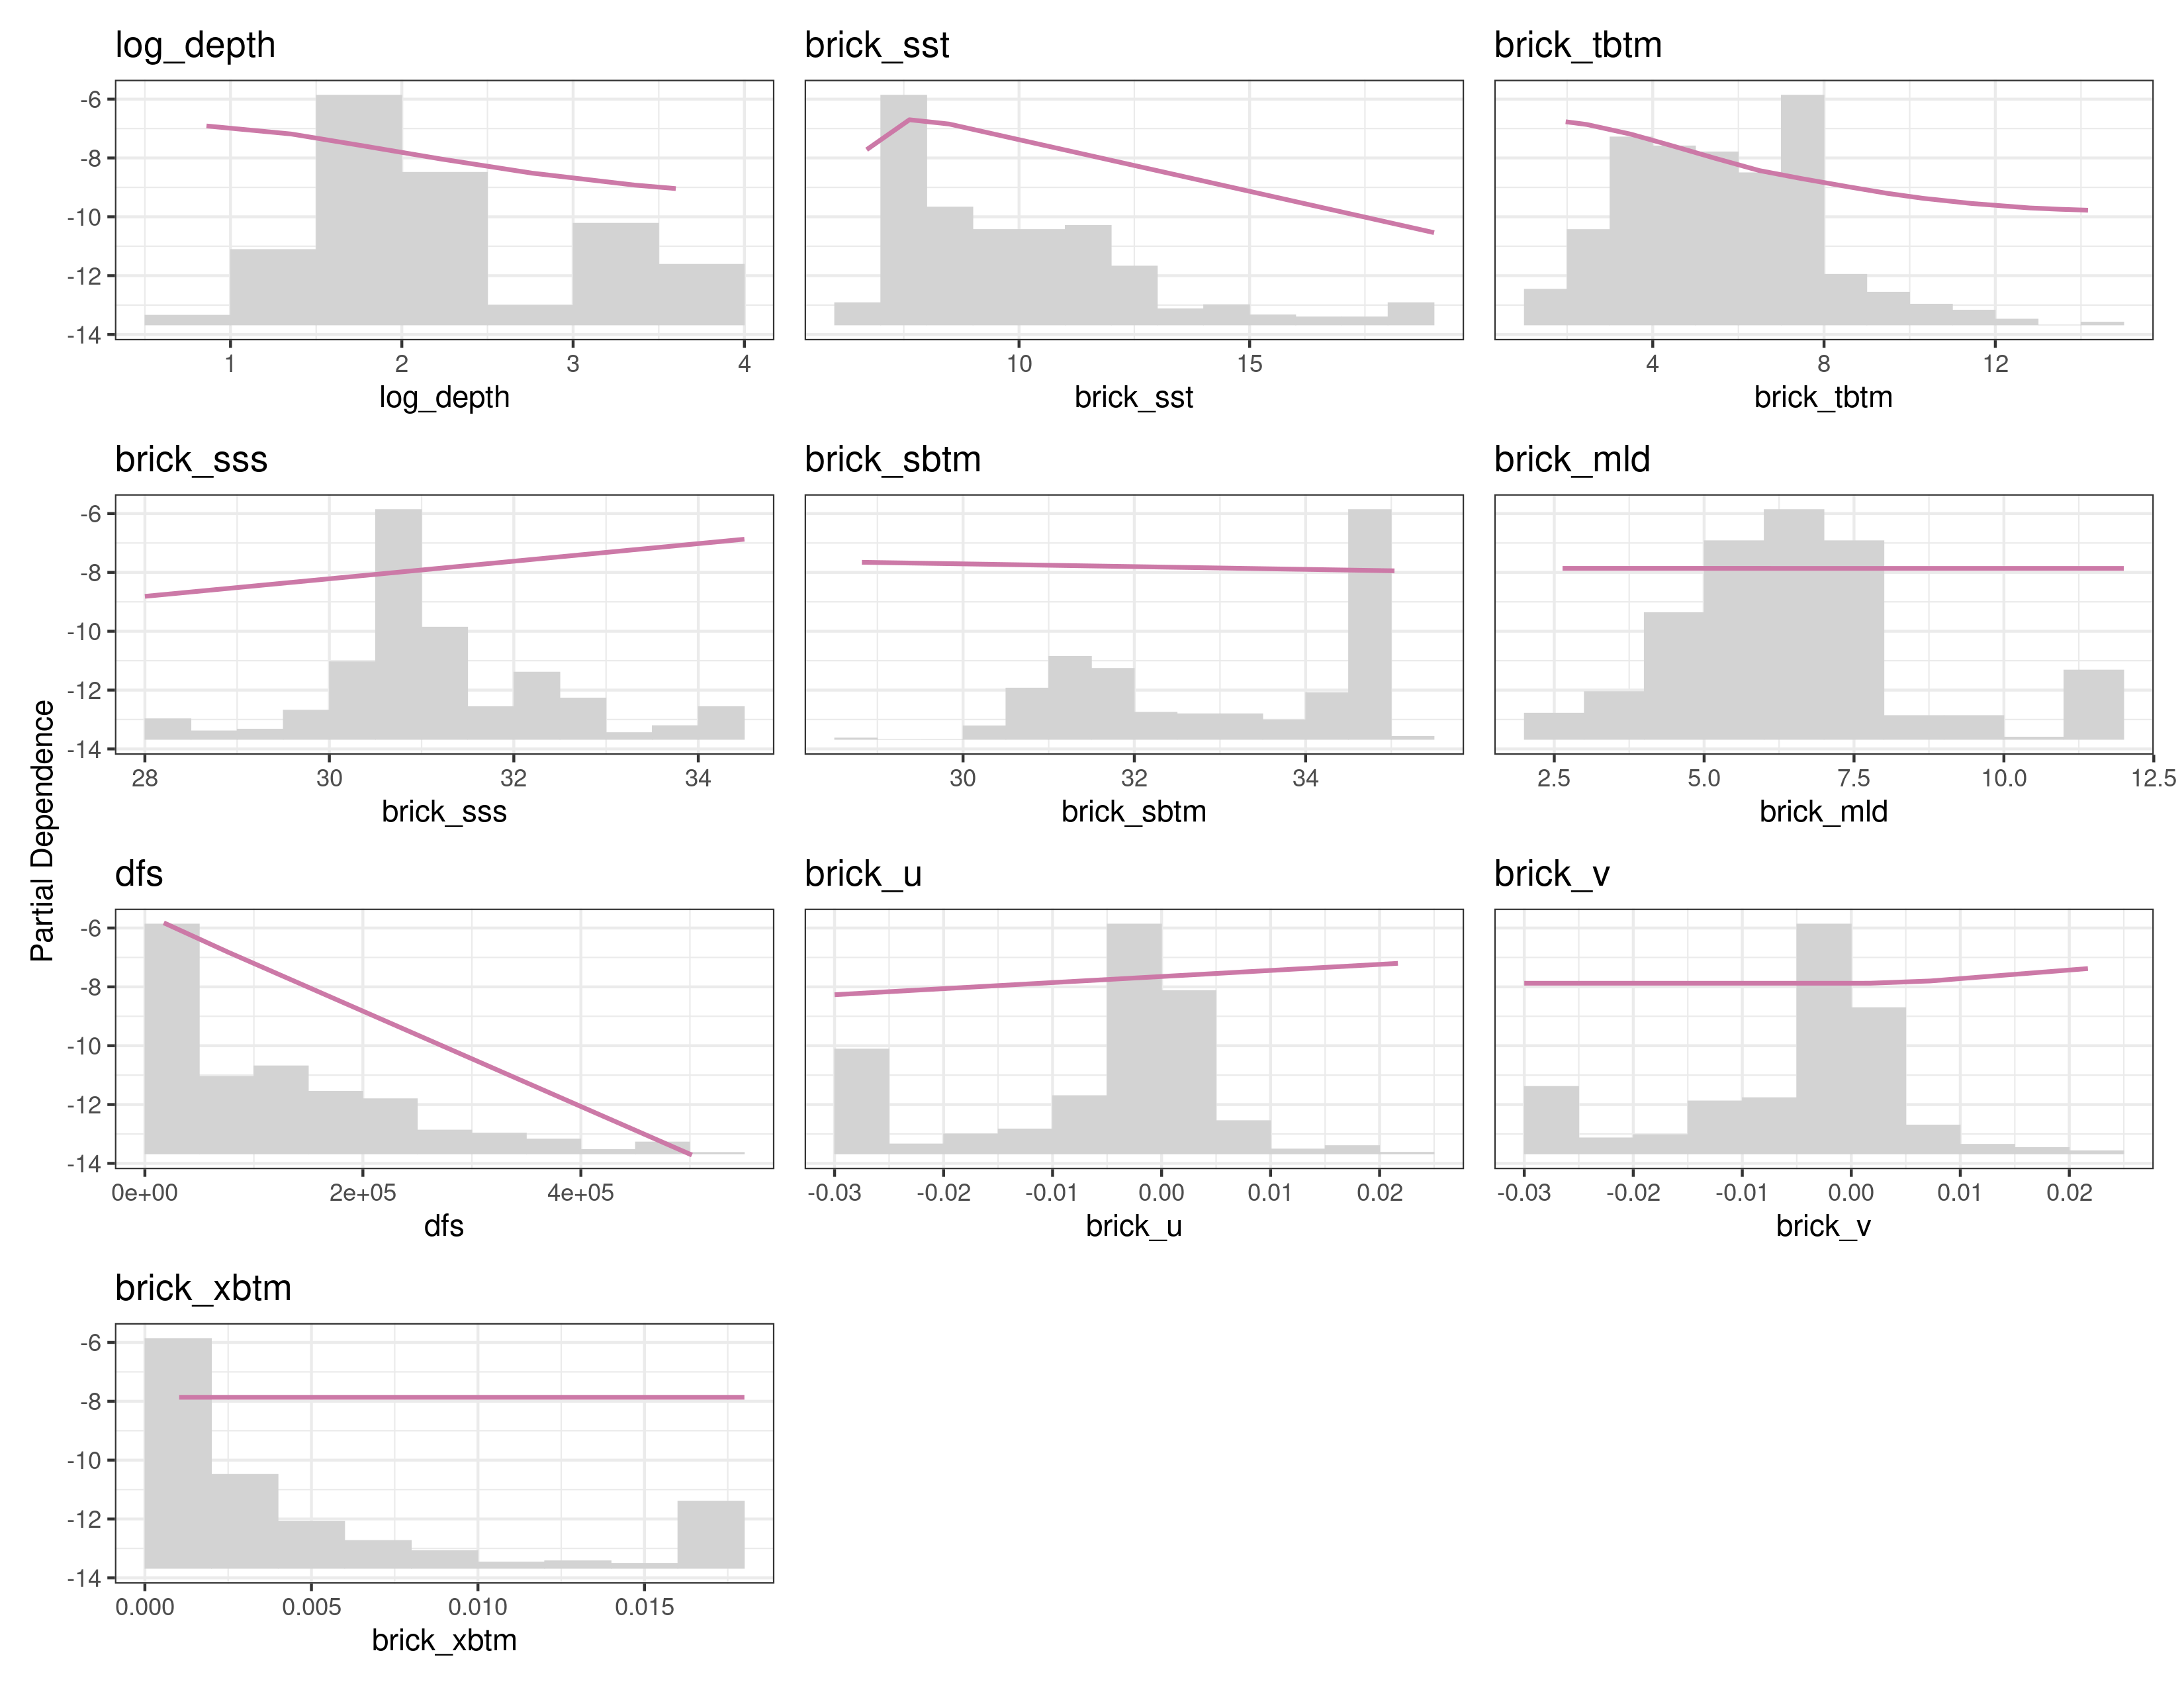 log_depth brick_sst brick_tbtm
-6
-8
-10
-12
-14
1 2 3 4 10 15 4 8 12
log_depth brick_sst brick_tbtm
brick_sss brick_sbtm brick_mld
-6
-8
-10
-12
-14
28 30 32 34 30 32 34 2.5 5.0 7.5 10.0 12.5
brick_sss brick_sbtm brick_mld
Partial Dependence
dfs brick_u brick_v
-6
-8
-10
-12
-14
0e+00 2e+05 4e+05 -0.03 -0.02 -0.01 0.00 0.01 0.02 -0.03 -0.02 -0.01 0.00 0.01 0.02
dfs brick_u brick_v
brick_xbtm
-6
-8
-10
-12
-14
0.000 0.005 0.010 0.015
brick_xbtm